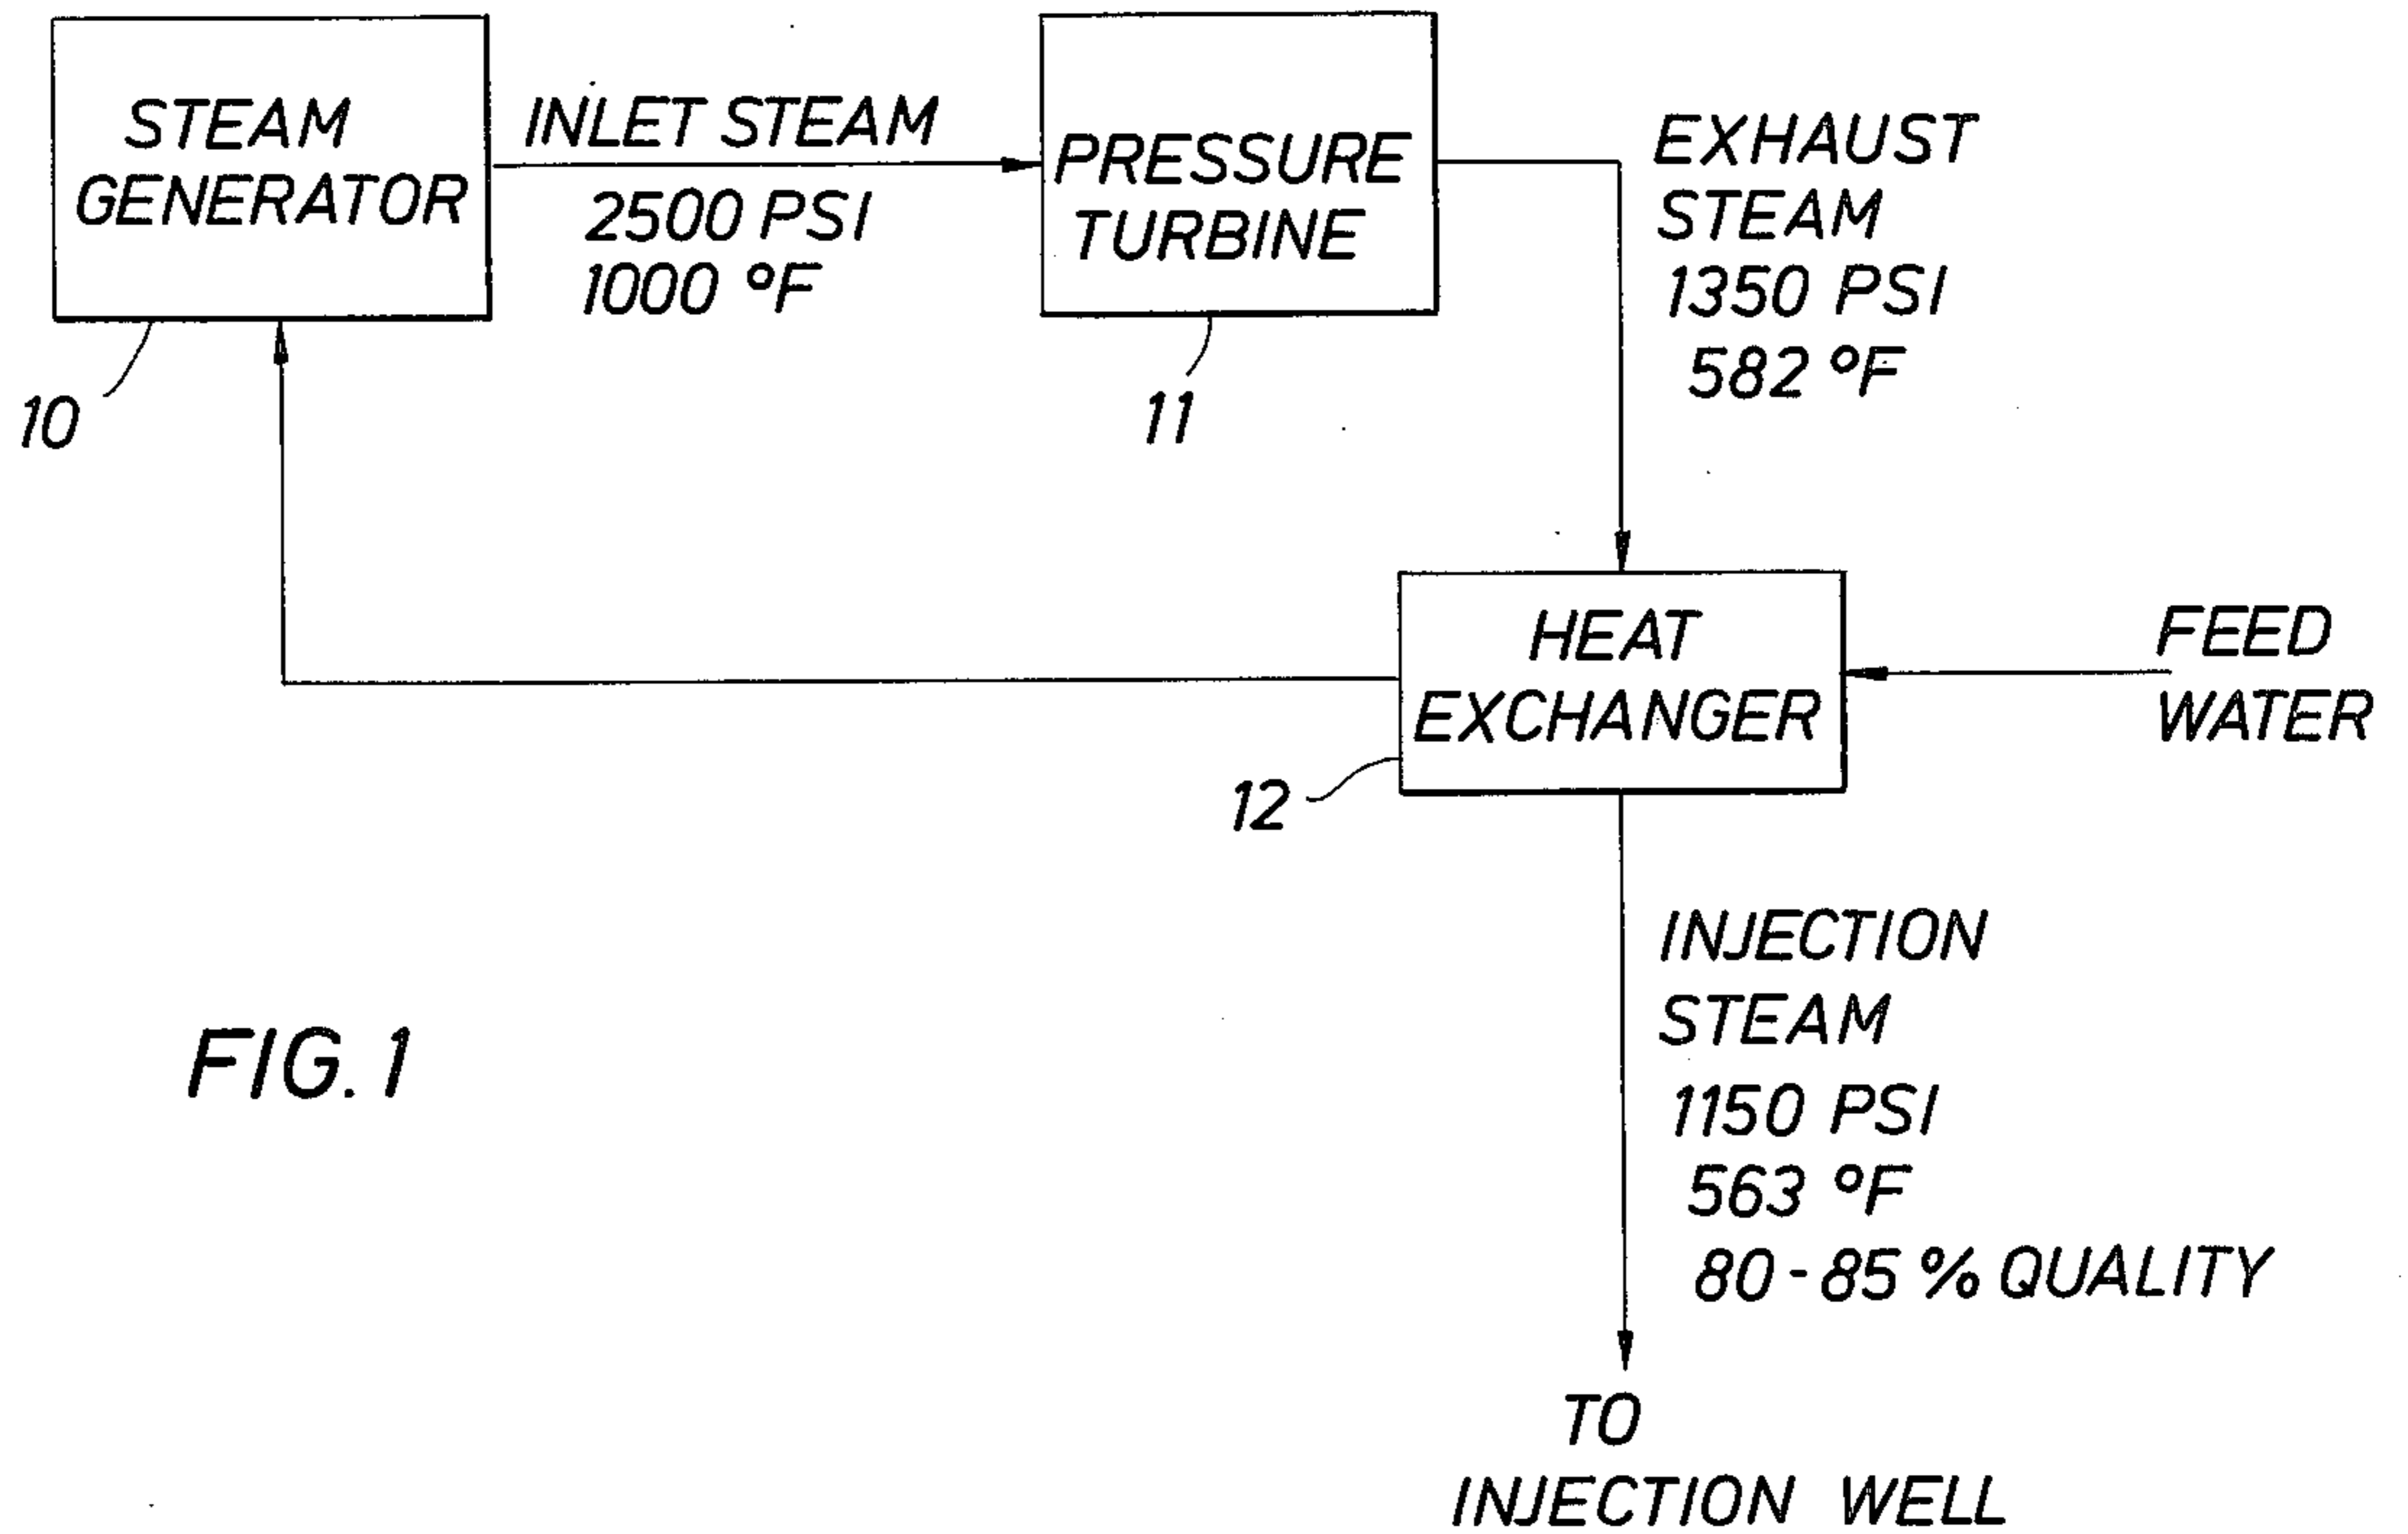 STEAM
GENERATOR
10
INLET STEAM
2500 PSI
1000 °F
PRESSURE
TURBINE
11
EXHAUST
STEAM
1350 PSI
582 °F
HEAT
EXCHANGER
12
FEED
WATER
INJECTION
STEAM
1150 PSI
563 °F
80-85% QUALITY
TO
INJECTION WELL
FIG. 1